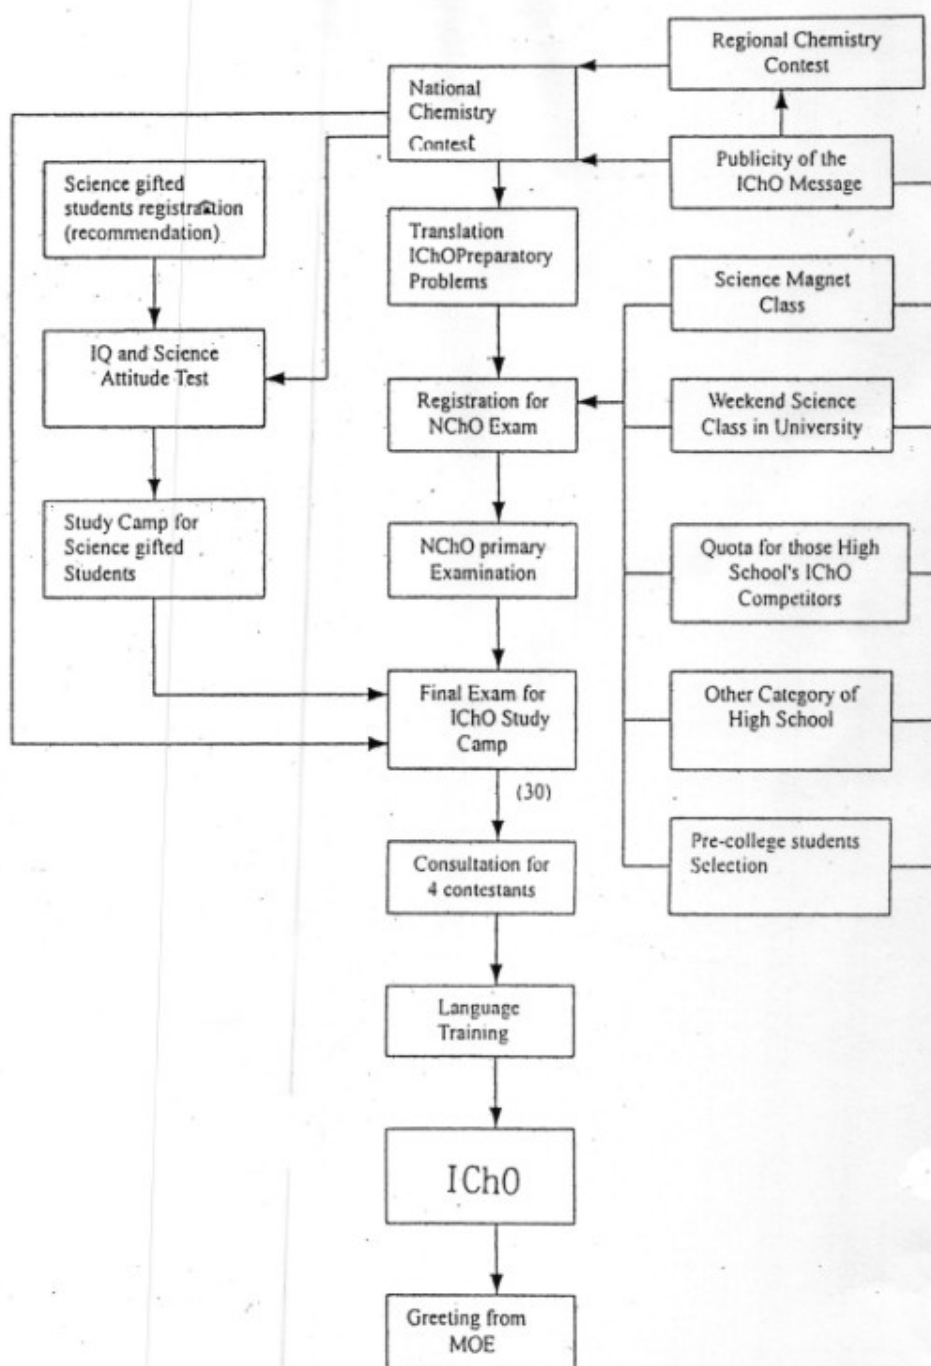 Regional Chemistry
Contest
National
Chemistry
Contest
Publicity of the
IChO Message
Science gifted
students registration
(recommendation)
Translation
IChOPreparatory
Problems
Science Magnet
Class
IQ and Science
Attitude Test
Registration for
NChO Exam
Weekend Science
Class in University
Study Camp for
Science gifted
Students
NChO primary
Examination
Quota for those High
School's IChO
Competitors
Final Exam for
IChO Study
Camp
Other Category of
High School
(30)
Consultation for
4 contestants
Pre-college students
Selection
Language
Training
IChO
Greeting from
MOE